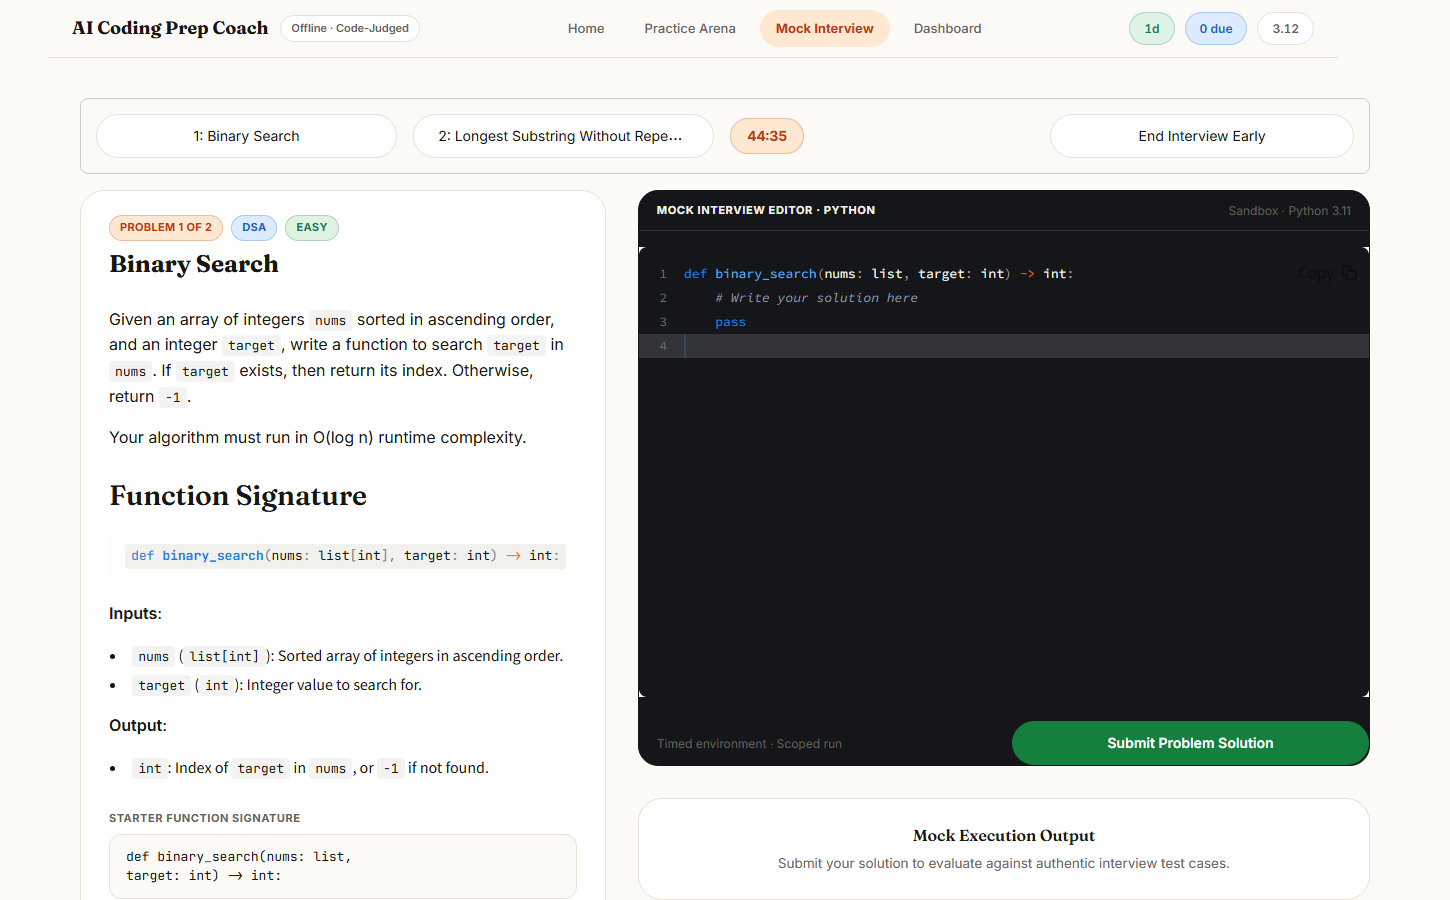 AI Coding Prep Coach
Offline · Code-Judged
Home
Practice Arena
Mock Interview
Dashboard
1d
0 due
3.12
1: Binary Search
2: Longest Substring Without Repe...
44:35
End Interview Early
PROBLEM 1 OF 2
DSA
EASY
Binary Search
Given an array of integers nums sorted in ascending order,
and an integer target, write a function to search target in
nums. If target exists, then return its index. Otherwise,
return -1.
Your algorithm must run in O(log n) runtime complexity.
Function Signature
def binary_search(nums: list[int], target: int) -> int:
Inputs:
• nums (list[int]): Sorted array of integers in ascending order.
• target (int): Integer value to search for.
Output:
• int: Index of target in nums, or -1 if not found.
STARTER FUNCTION SIGNATURE
def binary_search(nums: list,
target: int) -> int:
MOCK INTERVIEW EDITOR · PYTHON
Sandbox · Python 3.11
1 def binary_search(nums: list, target: int) -> int:
Copy
2 # Write your solution here
3 pass
4
Timed environment · Scoped run
Submit Problem Solution
Mock Execution Output
Submit your solution to evaluate against authentic interview test cases.